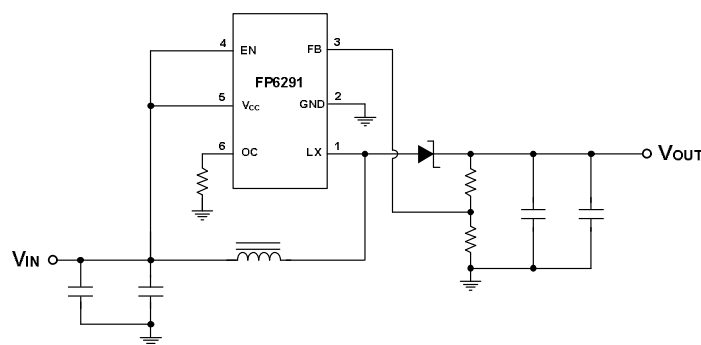 4 EN FB 3
FP6291
5 VCC GND 2
6 OC LX 1
VOUT
VIN